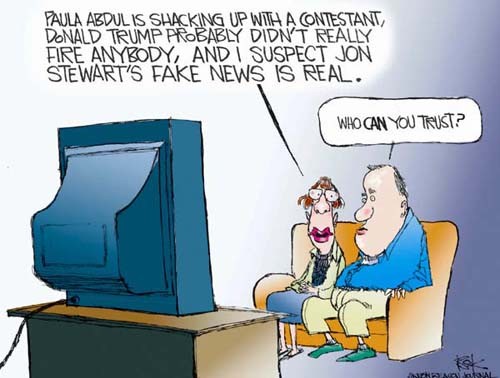 PAULA ABDUL IS SHACKING UP WITH A CONTESTANT,
DONALD TRUMP PROBABLY DIDN'T REALLY
FIRE ANYBODY, AND I SUSPECT JON
STEWART'S FAKE NEWS IS REAL.
WHO CAN YOU TRUST?
JOURNAL